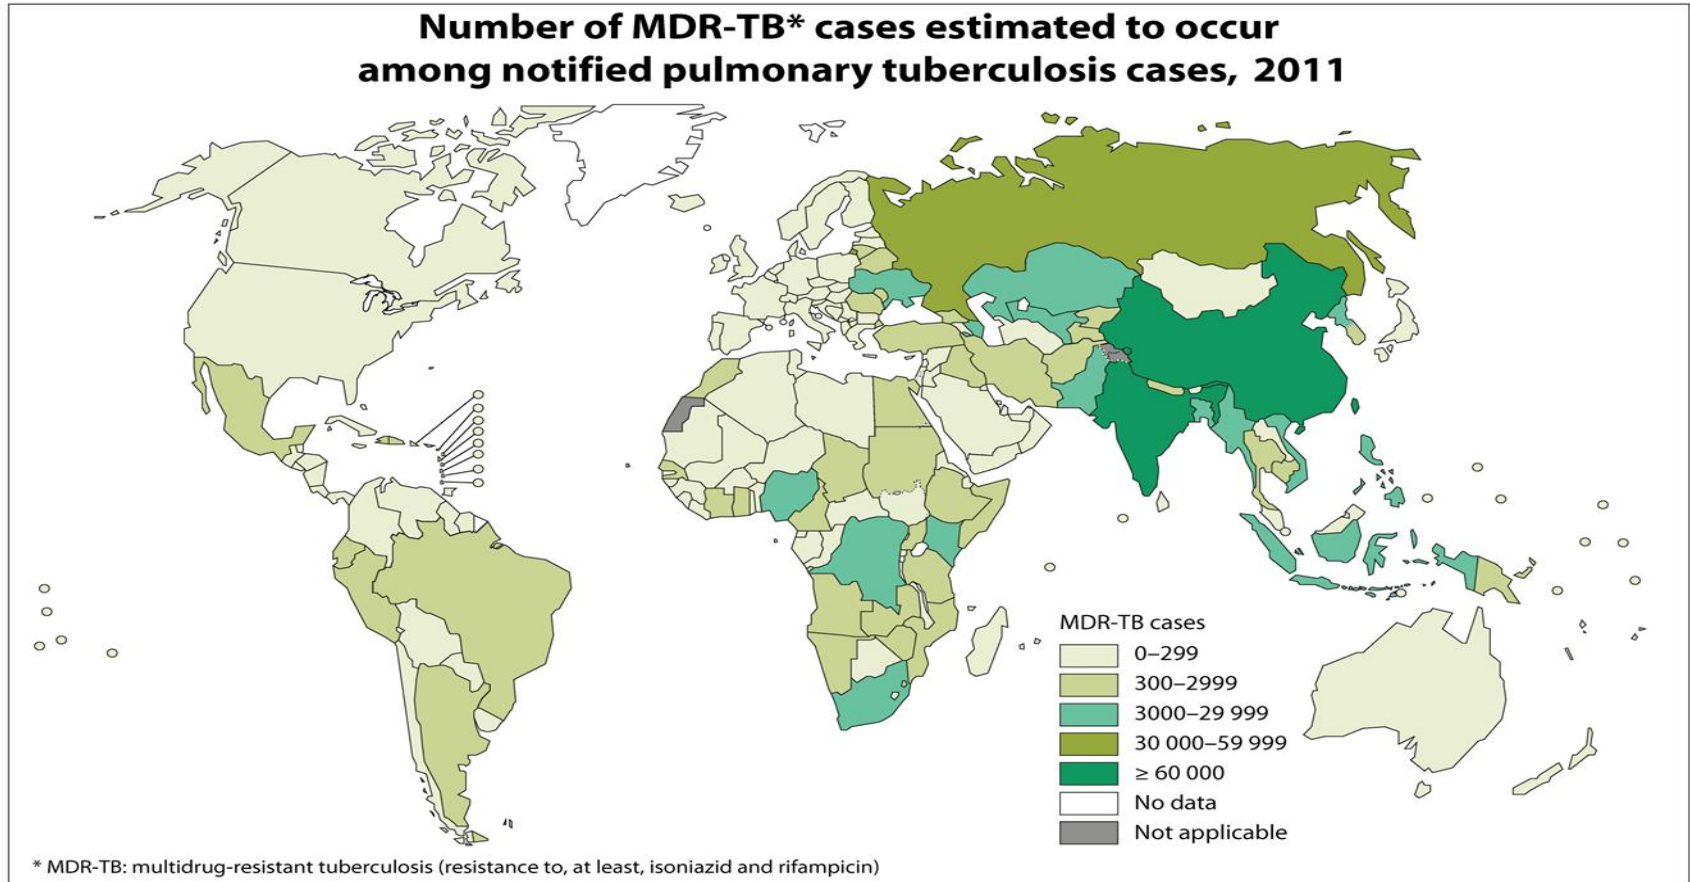 Number of MDR-TB* cases estimated to occur
among notified pulmonary tuberculosis cases, 2011
MDR-TB cases
0–299
300–2999
3000–29 999
30 000–59 999
≥ 60 000
No data
Not applicable
* MDR-TB: multidrug-resistant tuberculosis (resistance to, at least, isoniazid and rifampicin)